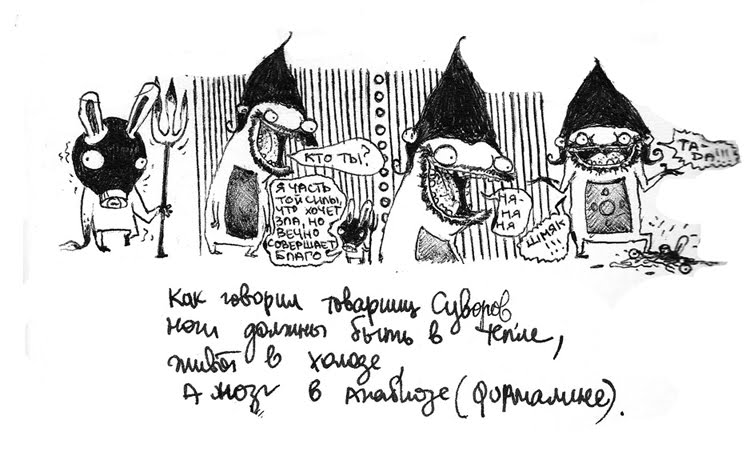 КТО ТЫ?
Я ЧАСТЬ
ТОЙ СИЛЫ,
ЧТО ХОЧЕТ
ЗЛА, НО
ВЕЧНО
СОВЕРШАЕТ
БЛАГО
НЯ-
НЯ
ШМЯК
!!!
ТА-
ДА!!!
Как говорил товарищ Суворов
ноги должны быть в тепле,
живот в холоде,
А мозг в Анабиозе (формалине).